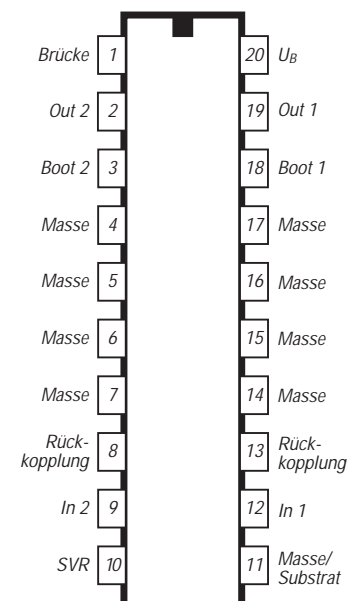 Brücke 1 20 UB
Out 2 2 19 Out 1
Boot 2 3 18 Boot 1
Masse 4 17 Masse
Masse 5 16 Masse
Masse 6 15 Masse
Masse 7 14 Masse
Rück-
kopplung 8 13 Rück-
kopplung
In 2 9 12 In 1
SVR 10 11 Masse/
Substrat